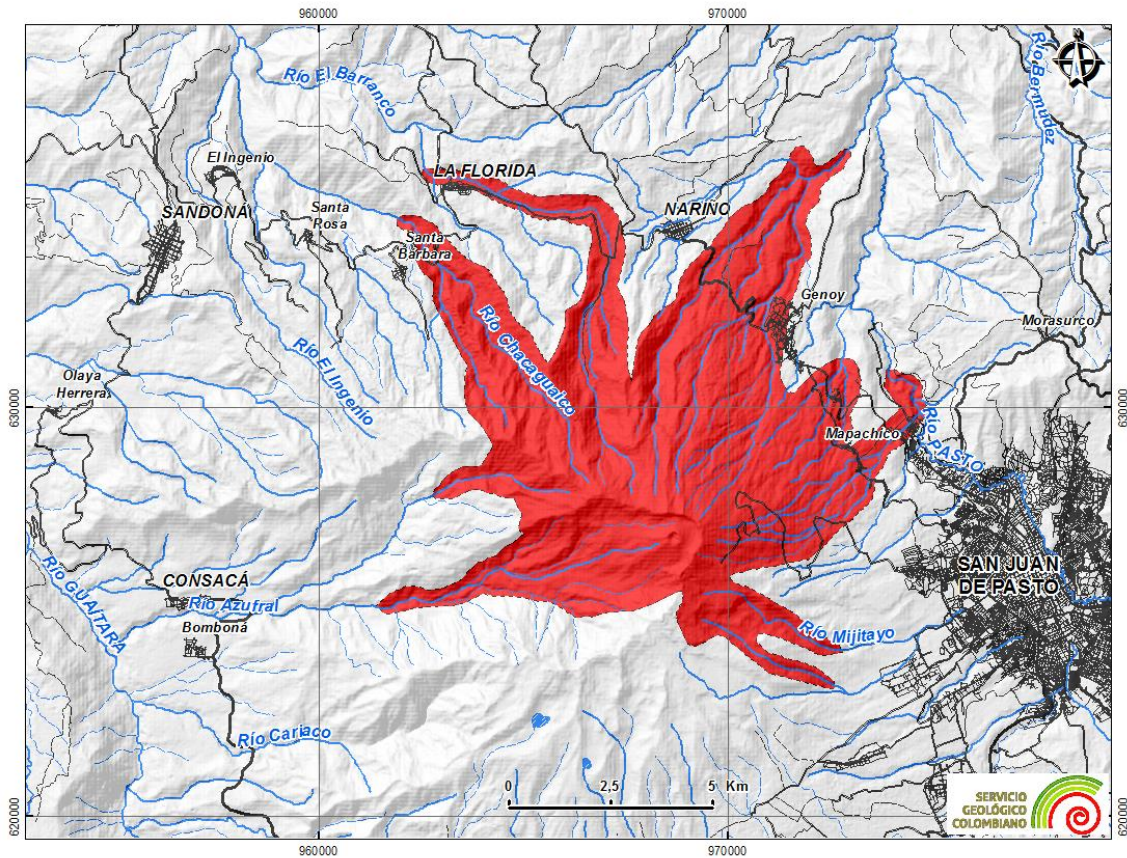 960000
970000
Río El Barranco
Río Bermudez
El Ingenio
LA FLORIDA
SANDONÁ
Santa
Rosa
NARIÑO
Santa
Bárbara
Genoy
Río Chacaguaico
Morasurco
Río El Ingenio
Olaya
Herrera
630000
630000
Mapachico
Río PASTO
SAN JUAN
DE PASTO
Río GUAITARA
CONSACÁ
Río Azufral
Bomboná
Río Mijitayo
Río Cariaco
0 2,5 5 Km
SERVICIO
GEOLÓGICO
COLOMBIANO
620000
620000
960000
970000